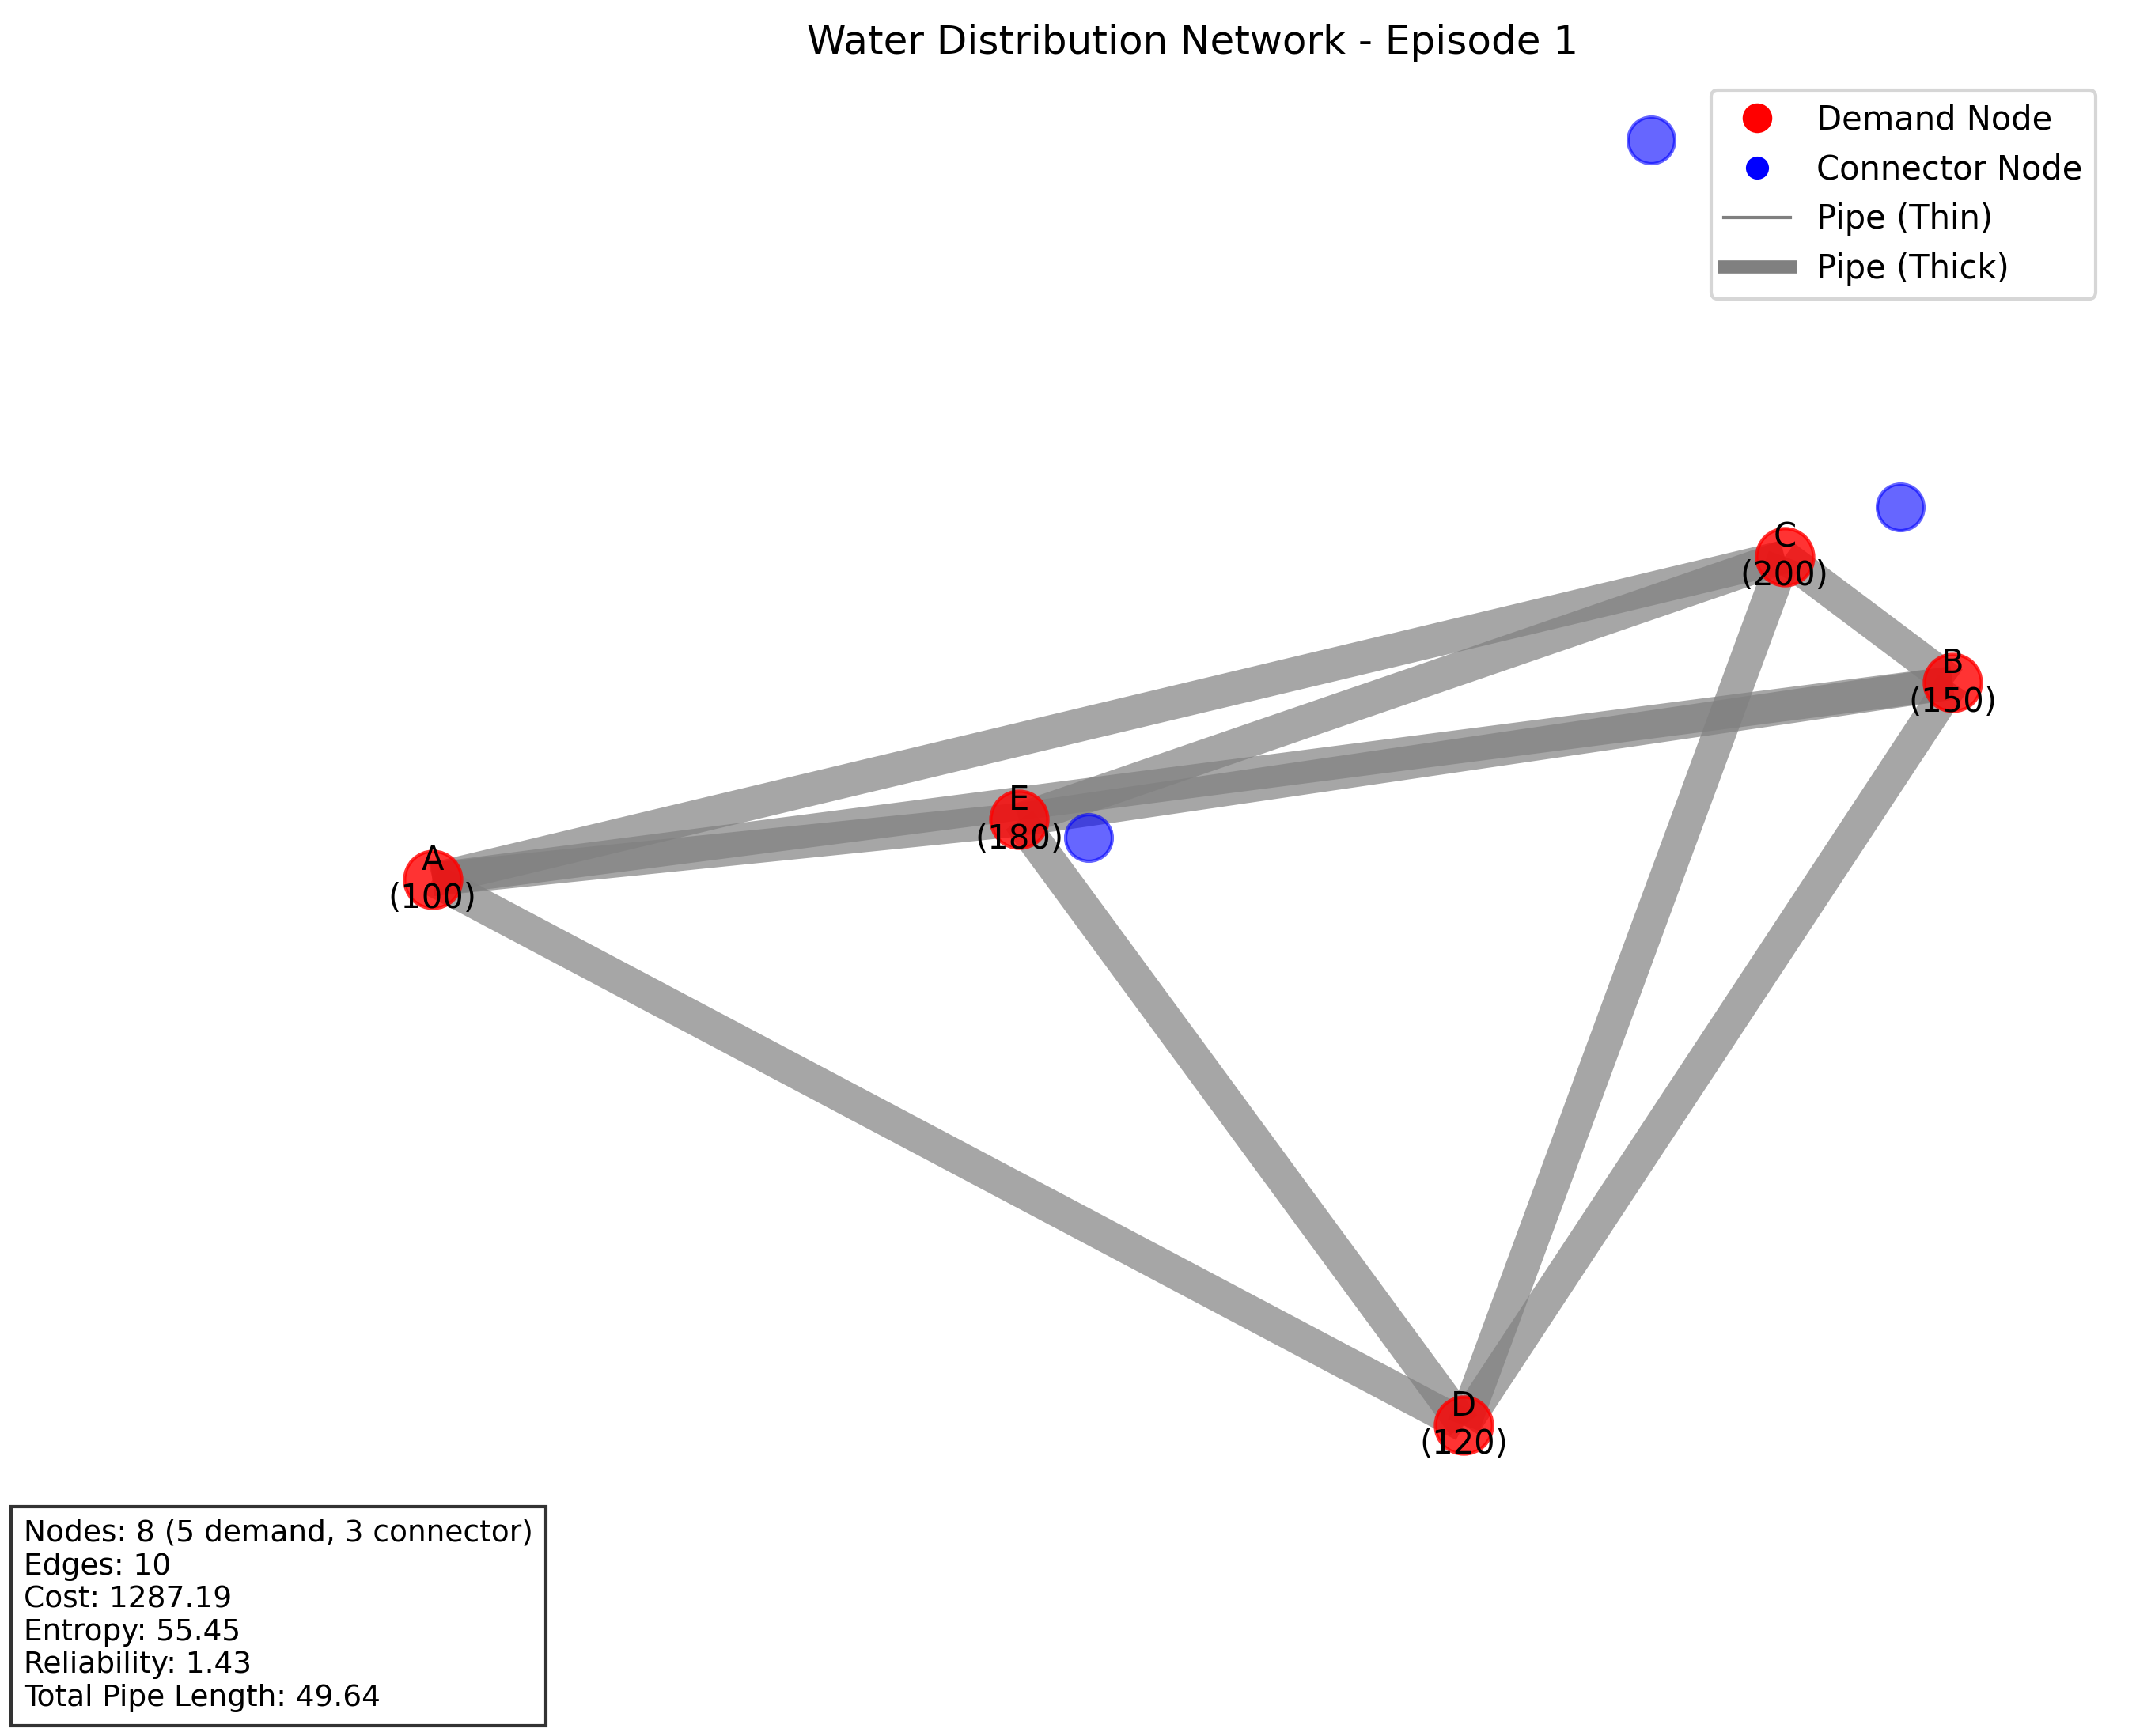 Water Distribution Network - Episode 1
Demand Node
Connector Node
Pipe (Thin)
Pipe (Thick)
C
(200)
B
(150)
E
(180)
A
(100)
D
(120)
Nodes: 8 (5 demand, 3 connector)
Edges: 10
Cost: 1287.19
Entropy: 55.45
Reliability: 1.43
Total Pipe Length: 49.64